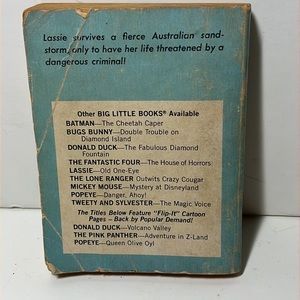 Lassie survives a fierce Australian sand-
storm, only to have her life threatened by a
dangerous criminal!
Other BIG LITTLE BOOKS Available
BATMAN—The Cheetah Caper
BUGS BUNNY—Double Trouble on
Diamond Island
DONALD DUCK—The Fabulous Diamond
Fountain
THE FANTASTIC FOUR—The House of Horrors
LASSIE—Old One-Eye
THE LONE RANGER Outwits Crazy Cougar
MICKEY MOUSE—Mystery at Disneyland
POPEYE—Danger, Ahoy!
TWEETY AND SYLVESTER—The Magic Voice
The Titles Below Feature "Flip-It" Cartoon
Pages – Back by Popular Demand!
DONALD DUCK—Volcano Valley
THE PINK PANTHER—Adventure in Z-Land
POPEYE—Queen Olive Oyl